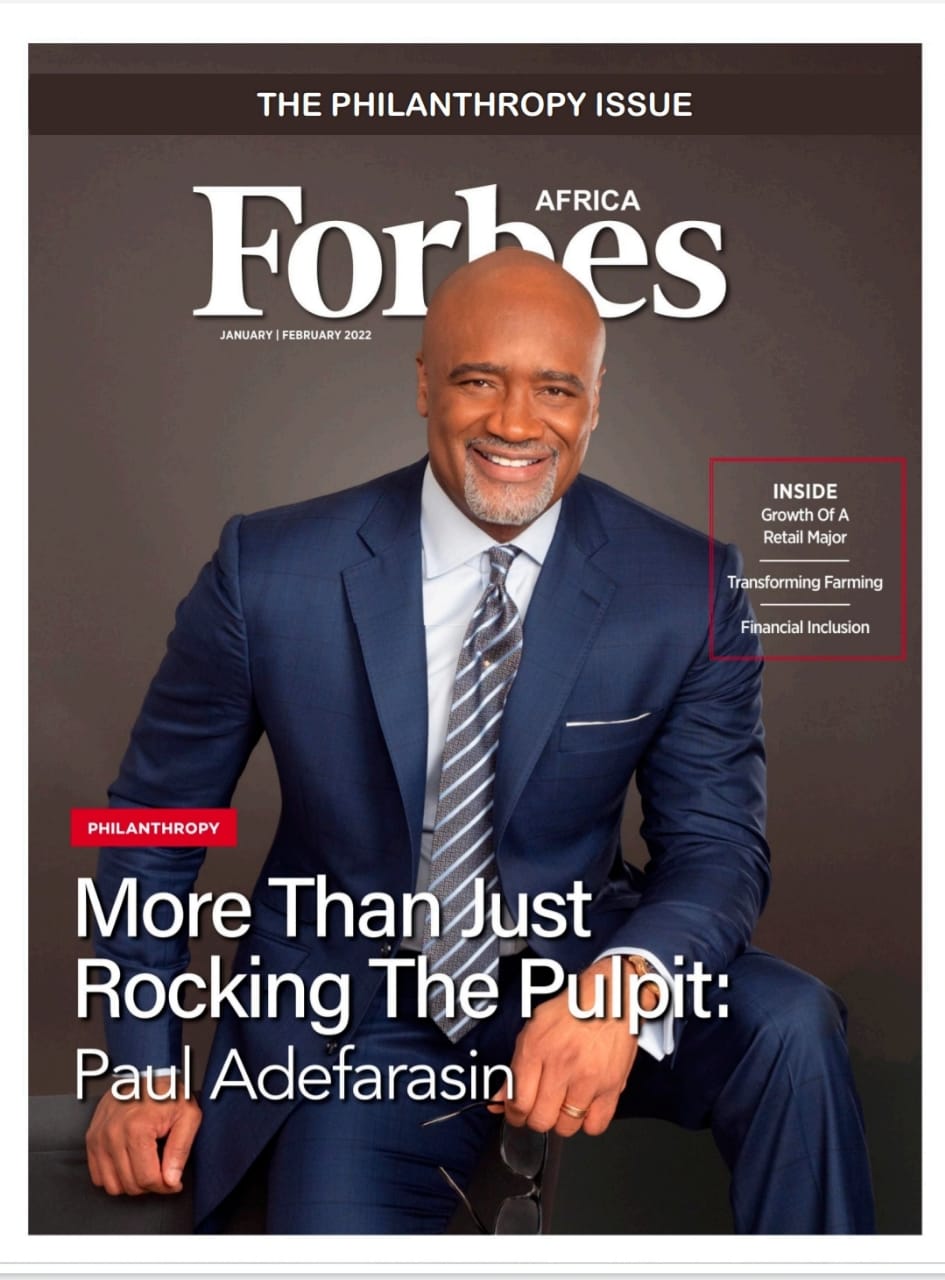 THE PHILANTHROPY ISSUE
AFRICA
Forbes
JANUARY | FEBRUARY 2022
INSIDE
Growth Of A
Retail Major
Transforming Farming
Financial Inclusion
PHILANTHROPY
More Than Just
Rocking The Pulpit:
Paul Adefarasin